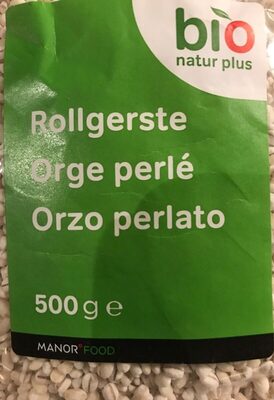 bio
natur plus
Rollgerste
Orge perlé
Orzo perlato
500 g e
MANOR° FOOD